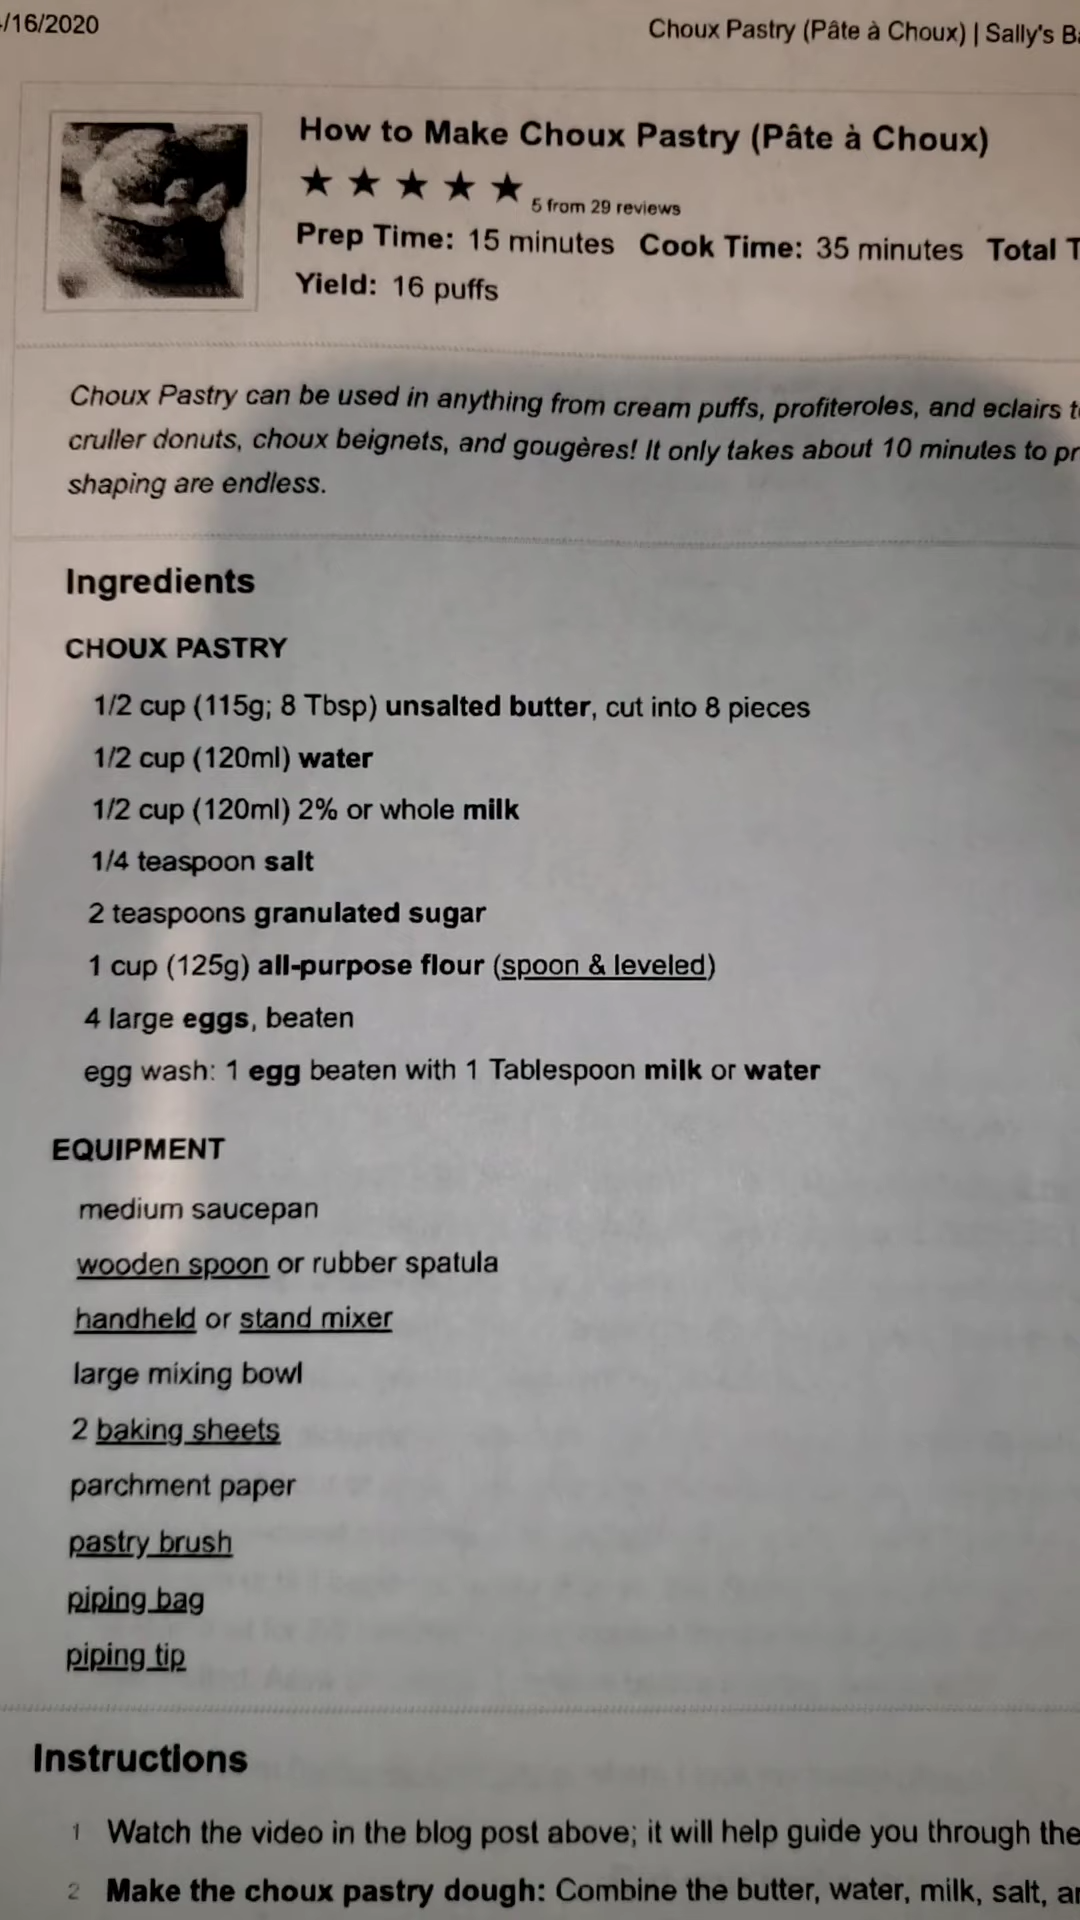 /16/2020
Choux Pastry (Pâte à Choux) | Sally's
How to Make Choux Pastry (Pâte à Choux)
★ ★ ★ ★ ★ 5 from 29 reviews
Prep Time: 15 minutes Cook Time: 35 minutes Total
Yield: 16 puffs
Choux Pastry can be used in anything from cream puffs, profiteroles, and eclairs
cruller donuts, choux beignets, and gougères! It only takes about 10 minutes to
shaping are endless.
Ingredients
CHOUX PASTRY
1/2 cup (115g; 8 Tbsp) unsalted butter, cut into 8 pieces
1/2 cup (120ml) water
1/2 cup (120ml) 2% or whole milk
1/4 teaspoon salt
2 teaspoons granulated sugar
1 cup (125g) all-purpose flour (spoon & leveled)
4 large eggs, beaten
egg wash: 1 egg beaten with 1 Tablespoon milk or water
EQUIPMENT
medium saucepan
wooden spoon or rubber spatula
handheld or stand mixer
large mixing bowl
2 baking sheets
parchment paper
pastry brush
piping bag
piping tip
Instructions
1 Watch the video in the blog post above; it will help guide you through the
2 Make the choux pastry dough: Combine the butter, water, milk, salt,